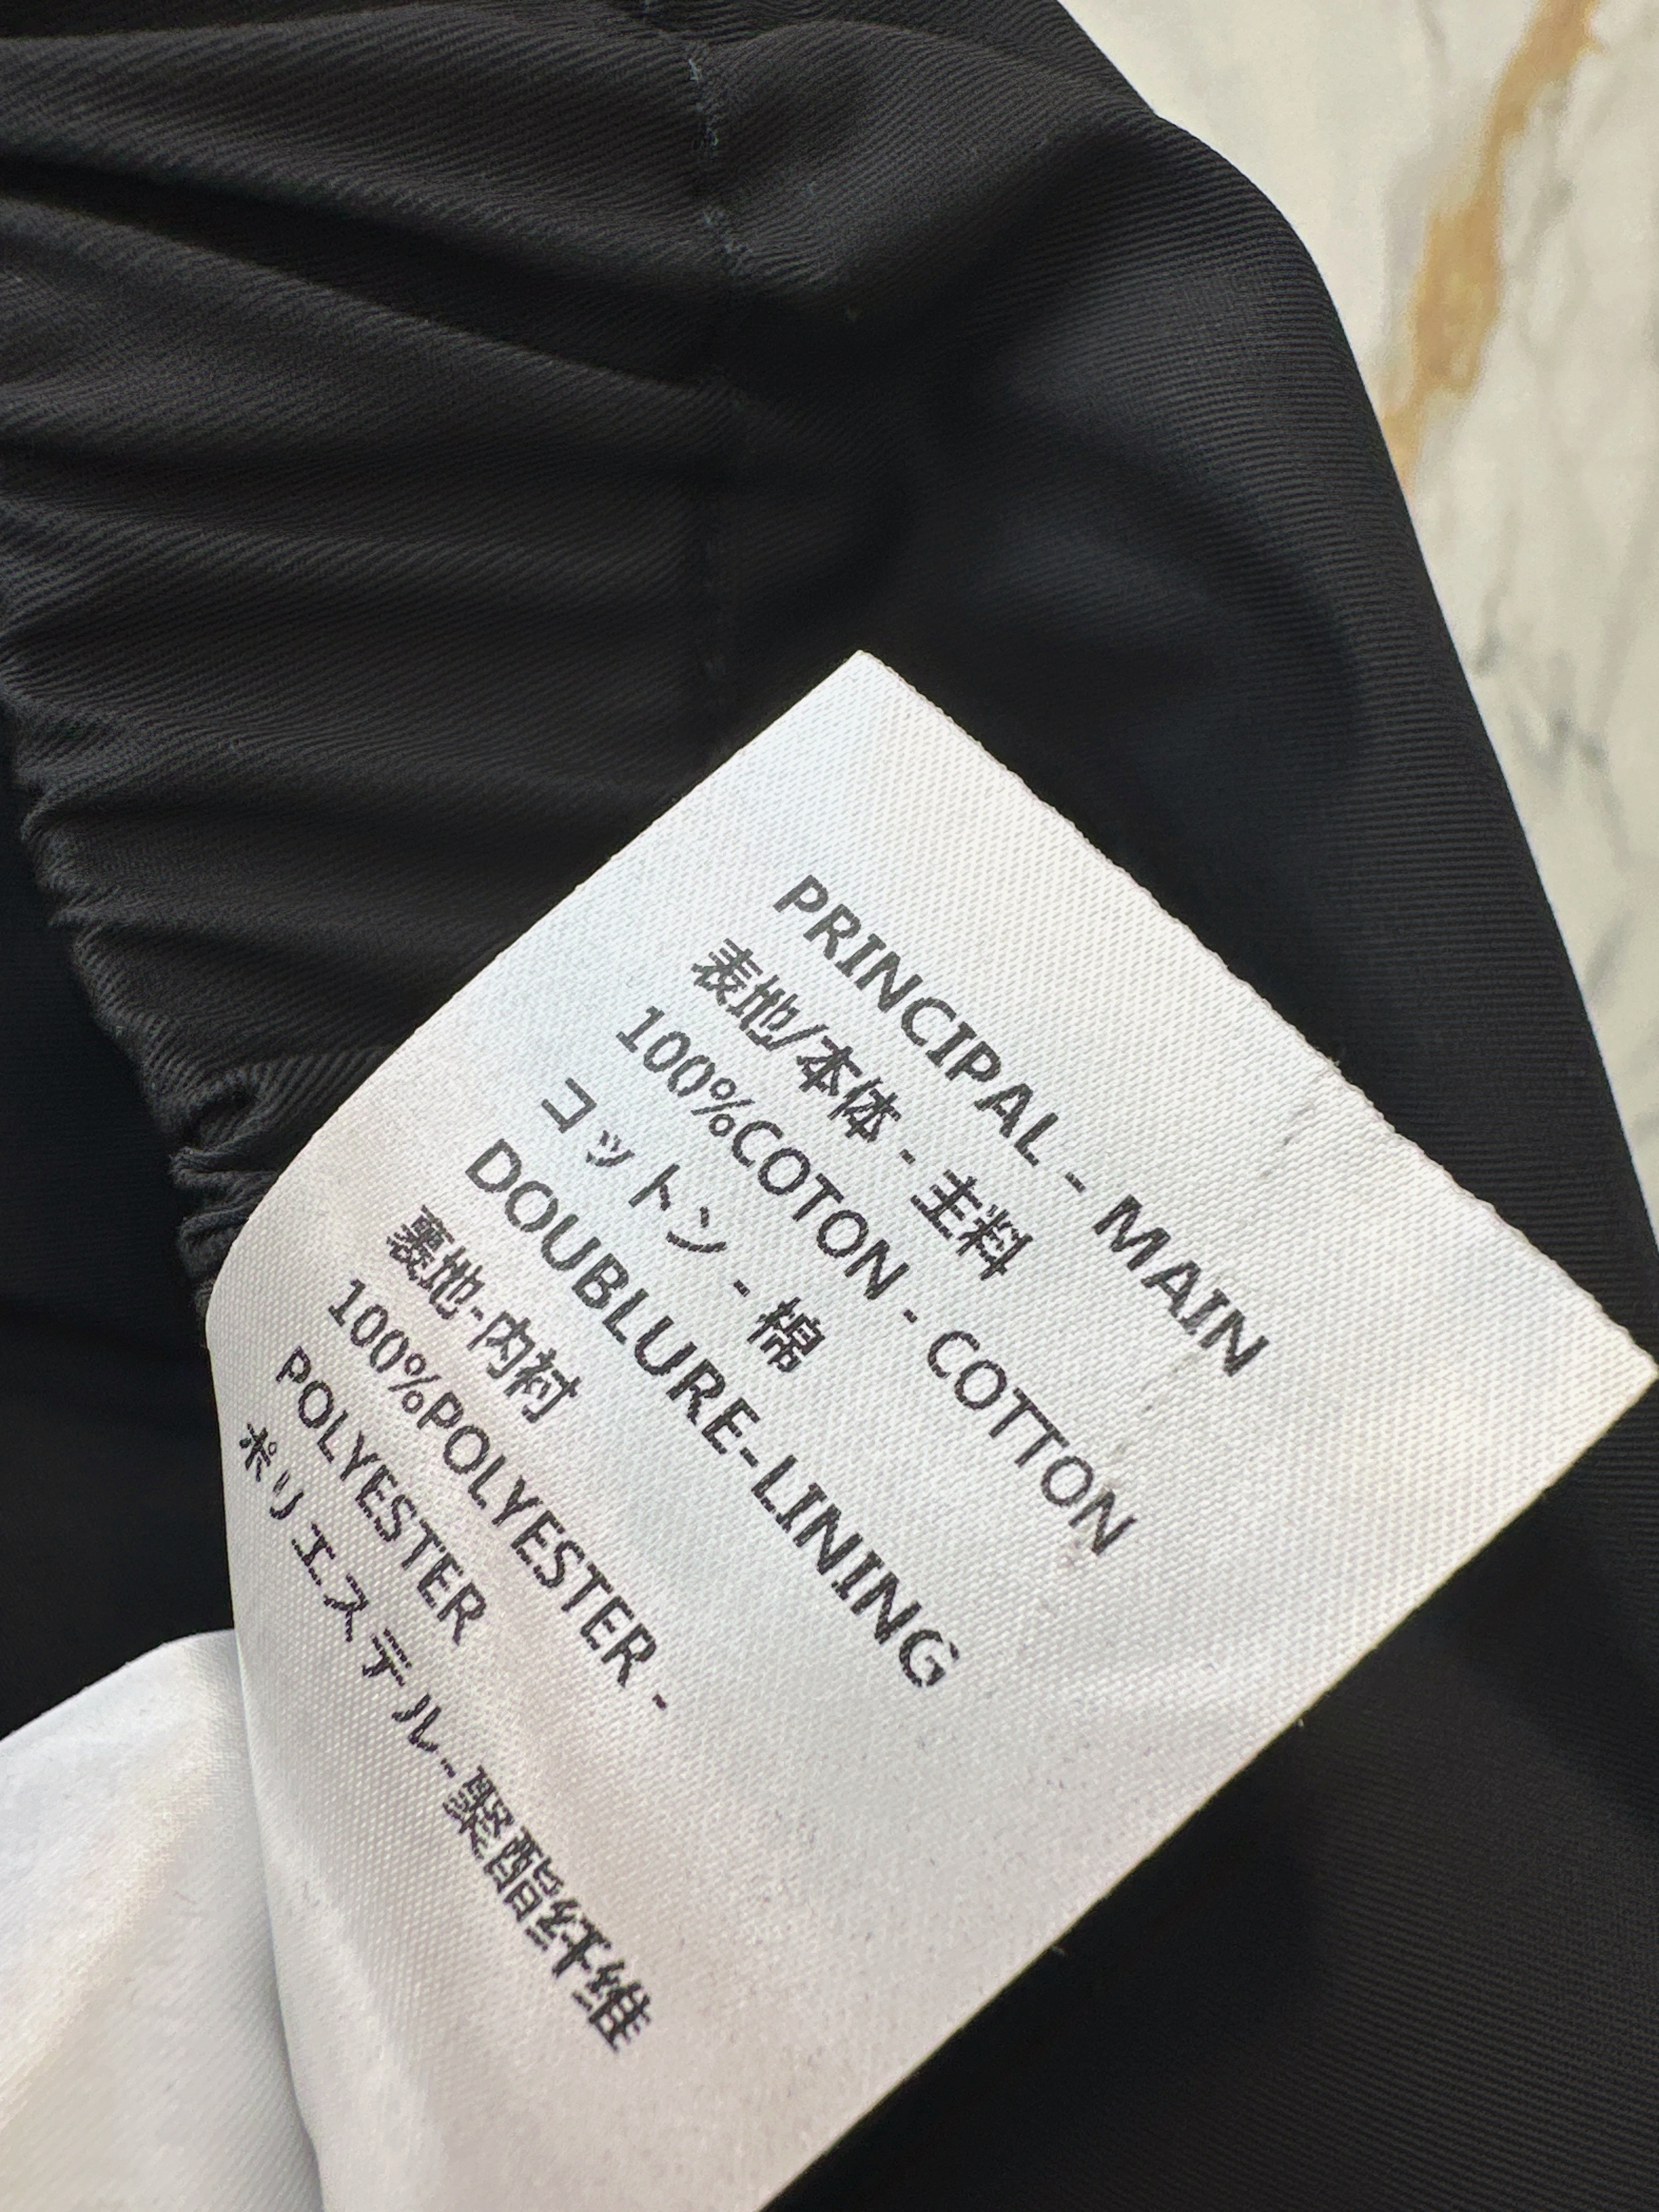 PRINCIPAL - MAIN
表地/本体 - 主料
100%COTON - COTTON
コットン - 棉
DOUBLURE-LINING
裏地-内衬
100%POLYESTER -
POLYESTER
ポリエステル-聚酯纤维